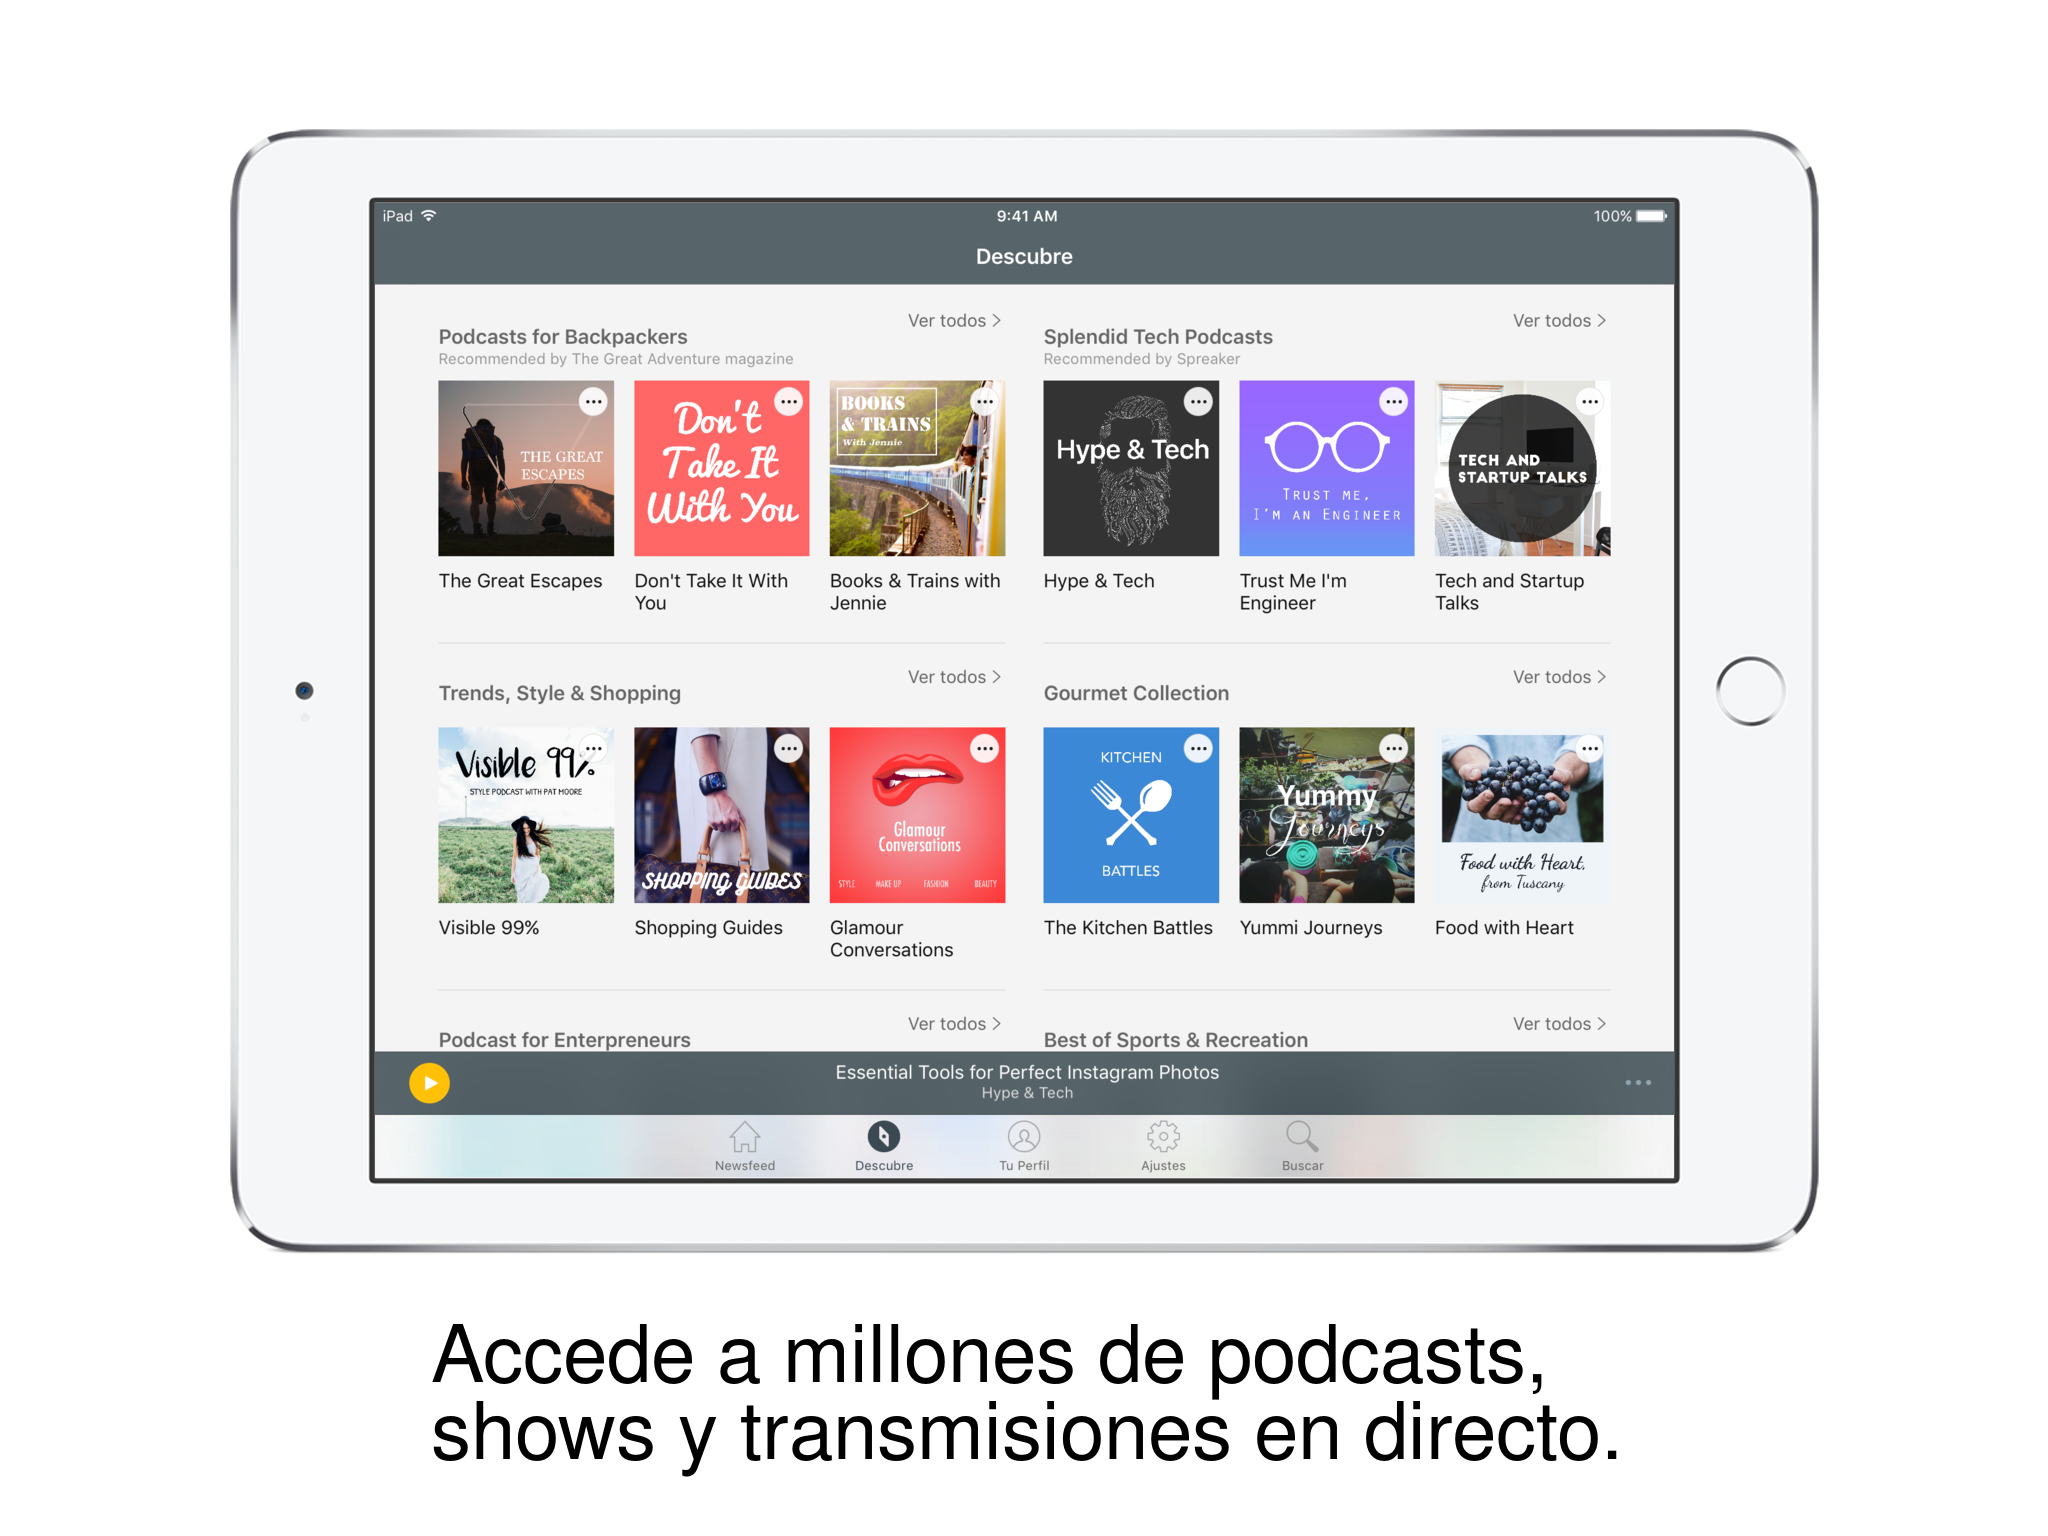 iPad
9:41 AM
100%
Descubre
Ver todos >
Podcasts for Backpackers
Recommended by The Great Adventure magazine
THE GREAT
ESCAPES
Don't
Take It
With You
BOOKS
& TRAINS
With Jennie
The Great Escapes
Don't Take It With
You
Books & Trains with
Jennie
Ver todos >
Splendid Tech Podcasts
Recommended by Spreaker
Hype & Tech
TRUST ME,
I'M AN ENGINEER
TECH AND
STARTUP TALKS
Hype & Tech
Trust Me I'm
Engineer
Tech and Startup
Talks
Ver todos >
Trends, Style & Shopping
Visible 99%
STYLE PODCAST WITH PAT MOORE
SHOPPING GUIDES
Glamour
Conversations
STYLE MAKE UP FASHION BEAUTY
Visible 99%
Shopping Guides
Glamour
Conversations
Ver todos >
Gourmet Collection
KITCHEN
BATTLES
Yummy
Journeys
Food with Heart,
from Tuscany
The Kitchen Battles
Yummi Journeys
Food with Heart
Ver todos >
Podcast for Enterpreneurs
Ver todos >
Best of Sports & Recreation
Essential Tools for Perfect Instagram Photos
Hype & Tech
Newsfeed
Descubre
Tu Perfil
Ajustes
Buscar
Accede a millones de podcasts,
shows y transmisiones en directo.